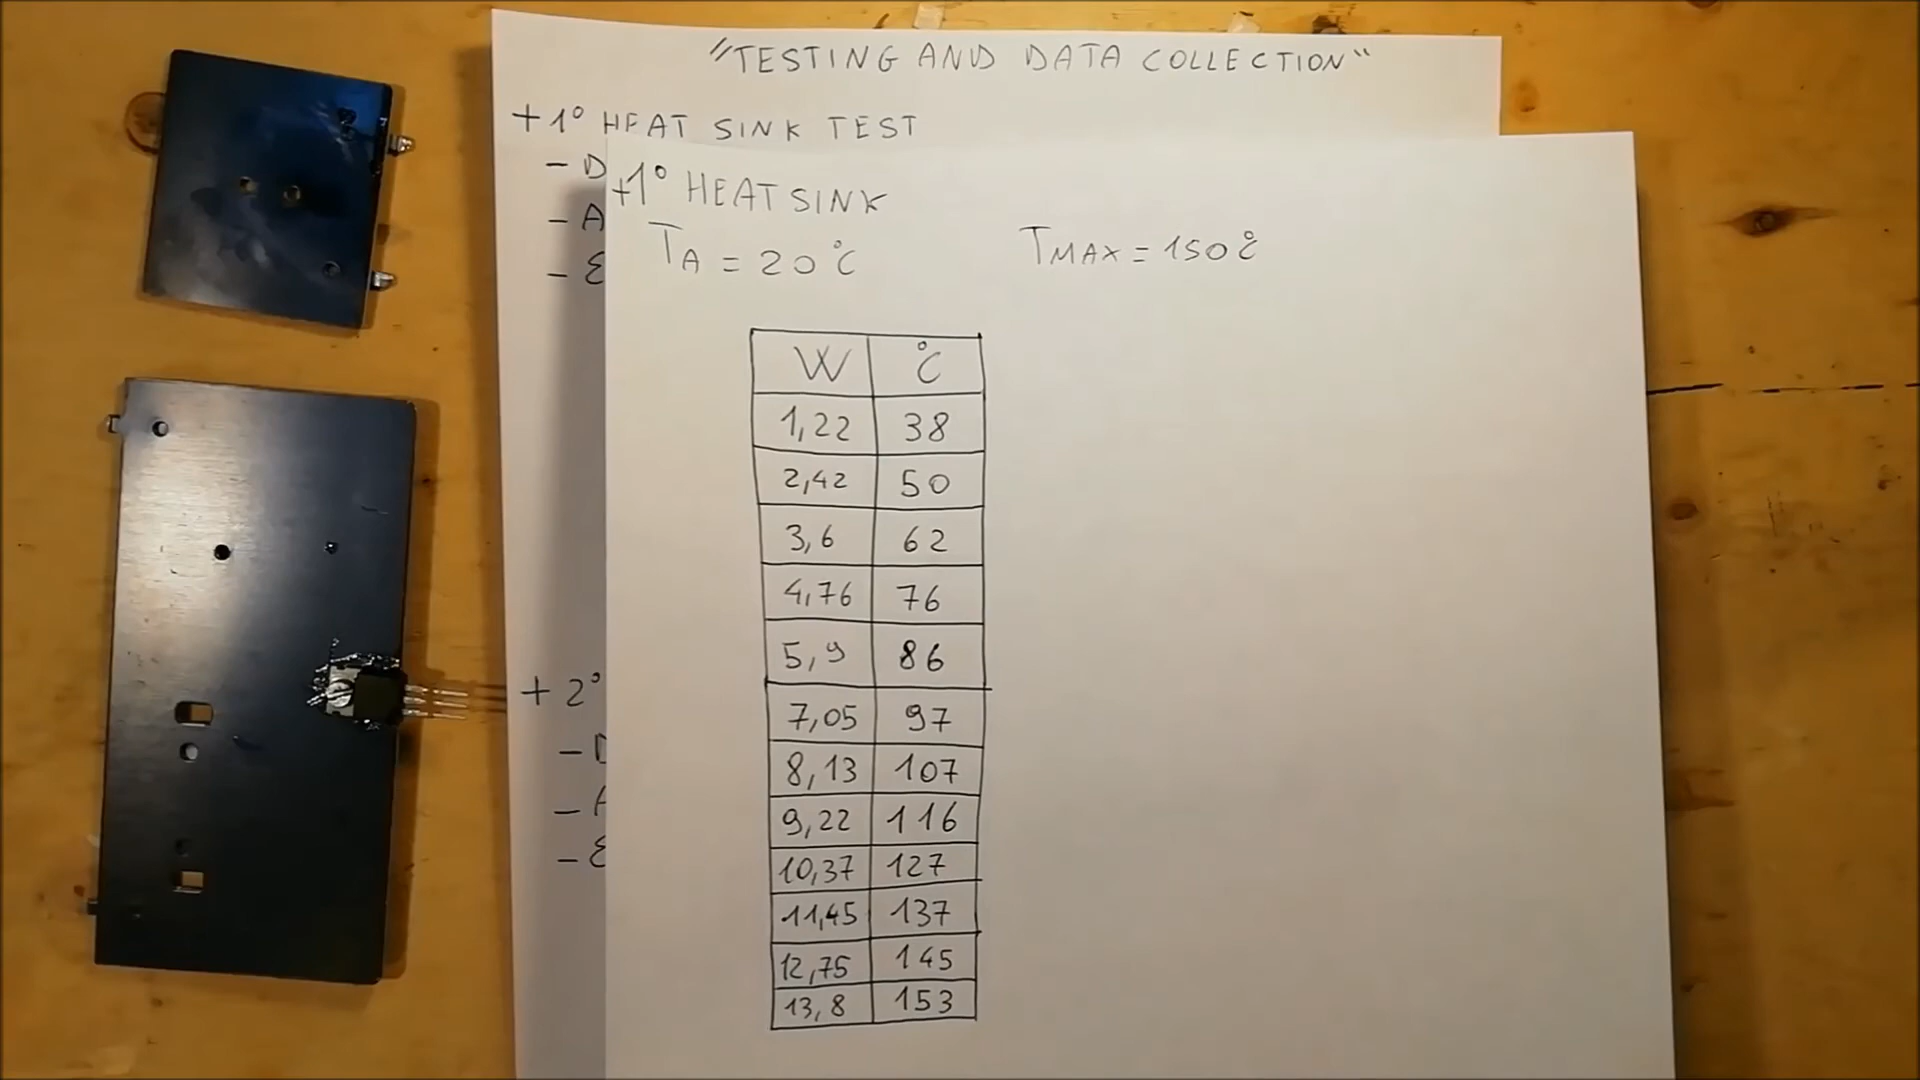 "TESTING AND DATA COLLECTION"
+1° HEAT SINK TEST
- D
- A
- E
+ 2°
- D
- A
- E
+1° HEAT SINK
TA = 20°C TMAX = 150°C
W °C
1,22 38
2,42 50
3,6 62
4,76 76
5,9 86
7,05 97
8,13 107
9,22 116
10,37 127
11,45 137
12,75 145
13,8 153